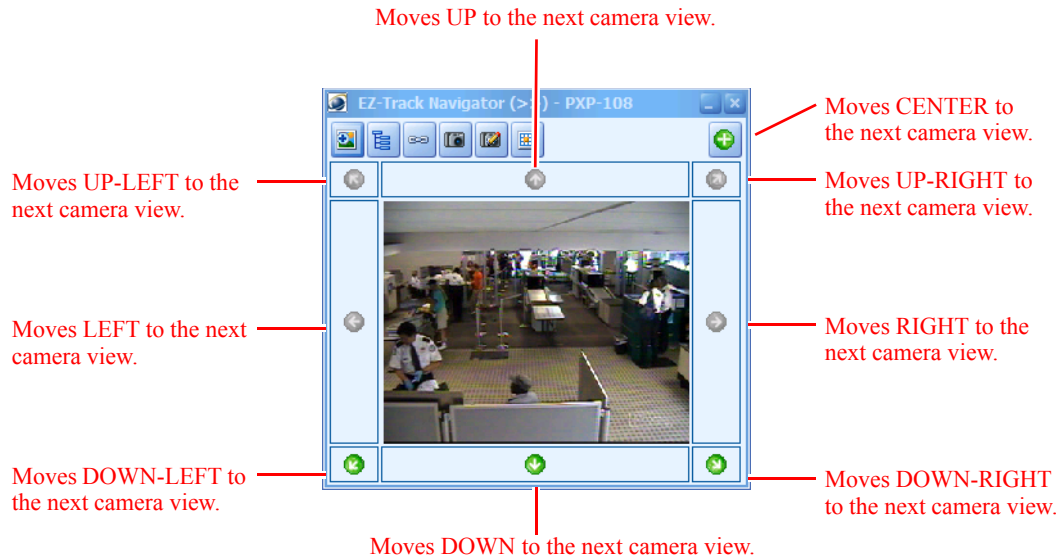 Moves UP to the next camera view.
EZ-Track Navigator (>>) - PXP-108
Moves CENTER to
the next camera view.
Moves UP-LEFT to the
next camera view.
Moves UP-RIGHT to
the next camera view.
Moves LEFT to the next
camera view.
Moves RIGHT to the
next camera view.
Moves DOWN-LEFT to
the next camera view.
Moves DOWN-RIGHT
to the next camera view.
Moves DOWN to the next camera view.